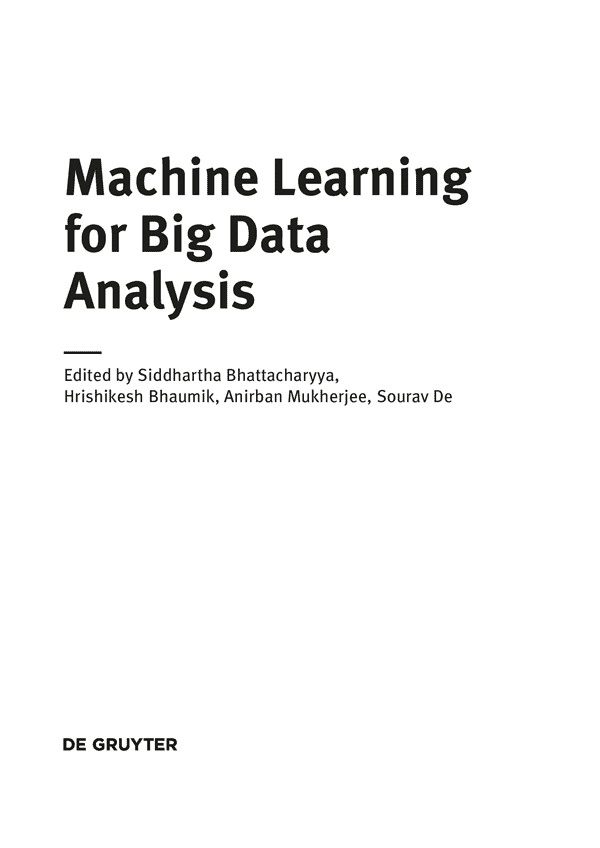 Machine Learning
for Big Data
Analysis
Edited by Siddhartha Bhattacharyya,
Hrishikesh Bhaumik, Anirban Mukherjee, Sourav De
DE GRUYTER